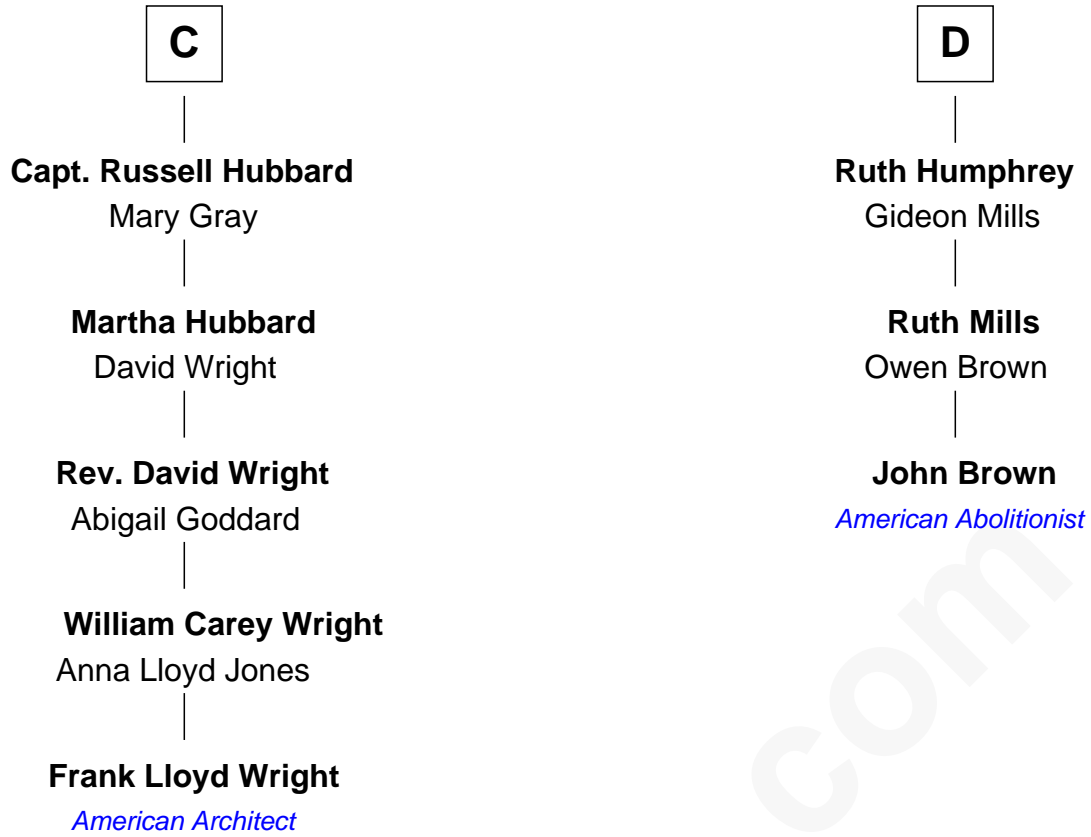 C
Capt. Russell Hubbard
Mary Gray
Martha Hubbard
David Wright
Rev. David Wright
Abigail Goddard
William Carey Wright
Anna Lloyd Jones
Frank Lloyd Wright
American Architect
D
Ruth Humphrey
Gideon Mills
Ruth Mills
Owen Brown
John Brown
American Abolitionist
com